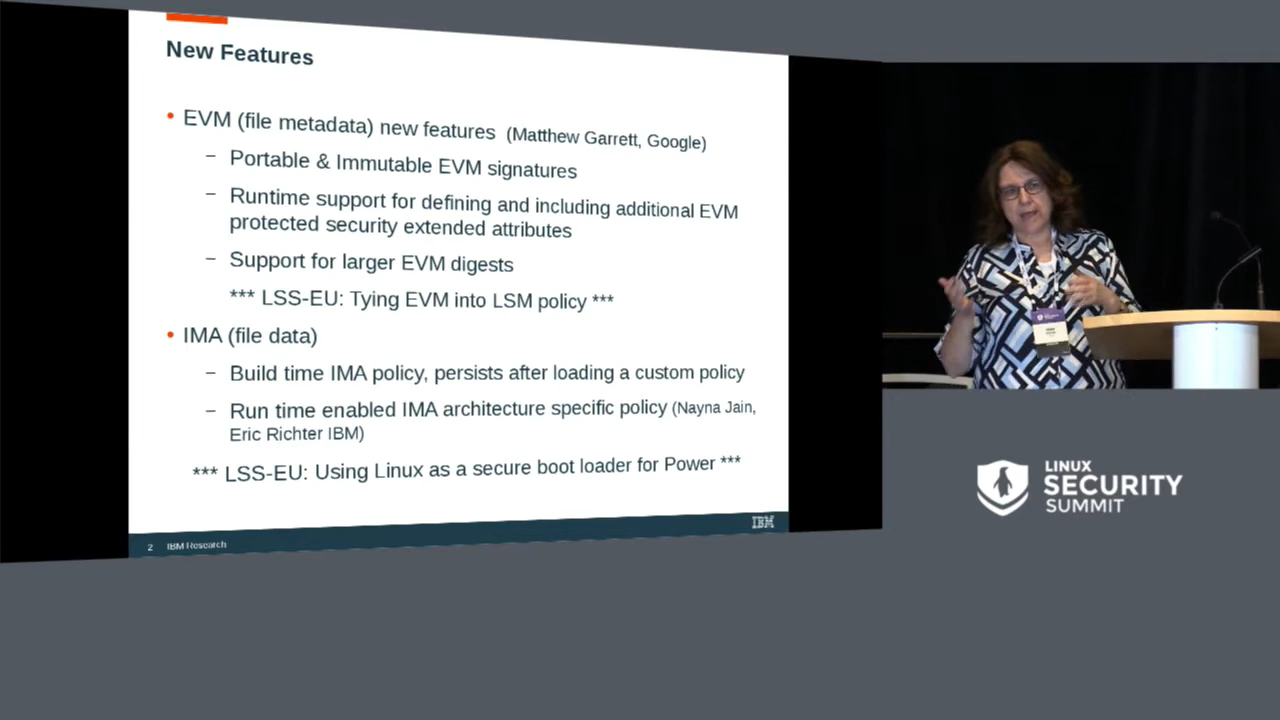 New Features
• EVM (file metadata) new features (Matthew Garrett, Google)
– Portable & Immutable EVM signatures
– Runtime support for defining and including additional EVM
protected security extended attributes
– Support for larger EVM digests
*** LSS-EU: Tying EVM into LSM policy ***
• IMA (file data)
– Build time IMA policy, persists after loading a custom policy
– Run time enabled IMA architecture specific policy (Nayna Jain,
Eric Richter IBM)
*** LSS-EU: Using Linux as a secure boot loader for Power ***
2 IBM Research
IBM
LINUX
SECURITY
SUMMIT